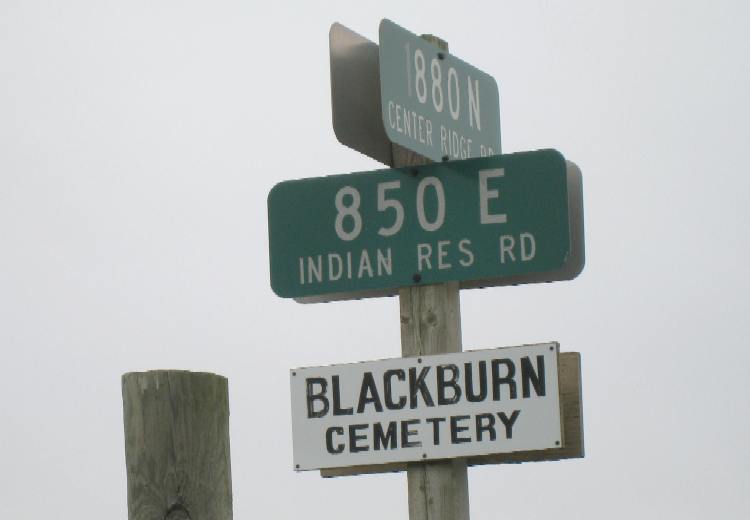 1880 N
CENTER RIDGE RD
850 E
INDIAN RES RD
BLACKBURN
CEMETERY